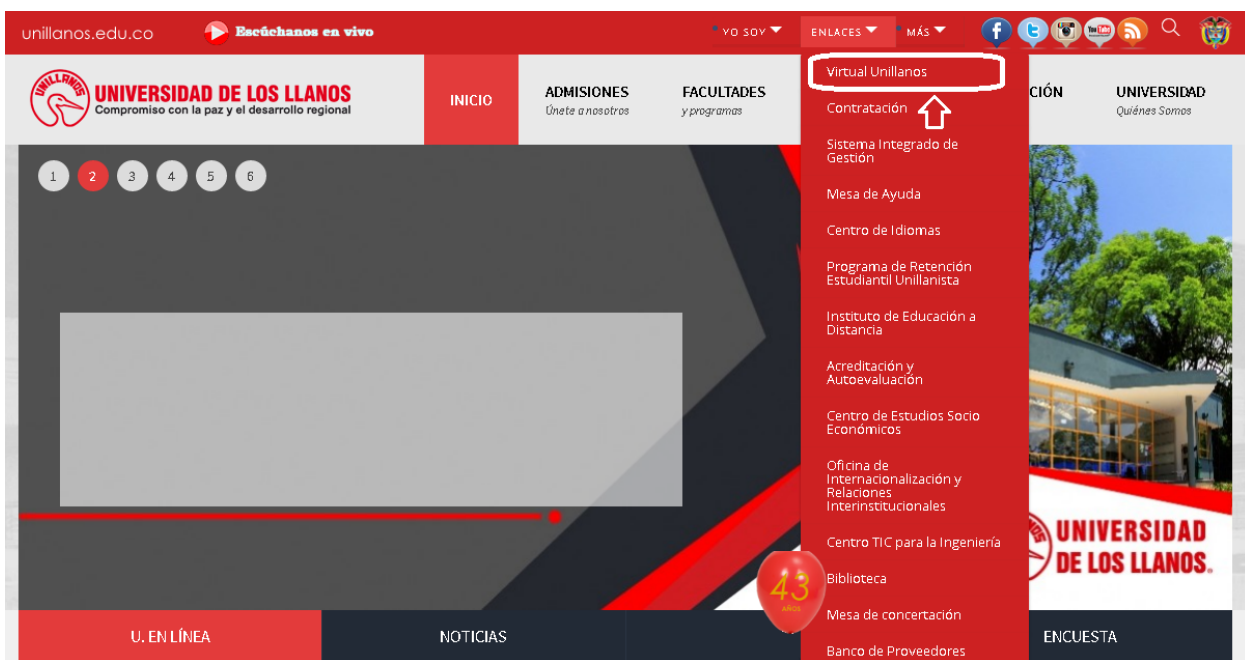 unillanos.edu.co
Escúchanos en vivo
YO SOY
ENLACES
MÁS
You Tube
UNILLANOS
UNIVERSIDAD DE LOS LLANOS
Compromiso con la paz y el desarrollo regional
INICIO
ADMISIONES
Únete a nosotros
FACULTADES
y programas
CIÓN
UNIVERSIDAD
Quiénes Somos
Virtual Unillanos
Contratación
Sistema Integrado de
Gestión
Mesa de Ayuda
Centro de Idiomas
Programa de Retención
Estudiantil Unillanista
Instituto de Educación a
Distancia
Acreditación y
Autoevaluación
Centro de Estudios Socio
Económicos
Oficina de
Internacionalización y
Relaciones
Interinstitucionales
Centro TIC para la Ingeniería
Biblioteca
Mesa de concertación
Banco de Proveedores
1 2 3 4 5 6
UNIVERSIDAD
DE LOS LLANOS.
43
AÑOS
U. EN LÍNEA
NOTICIAS
ENCUESTA